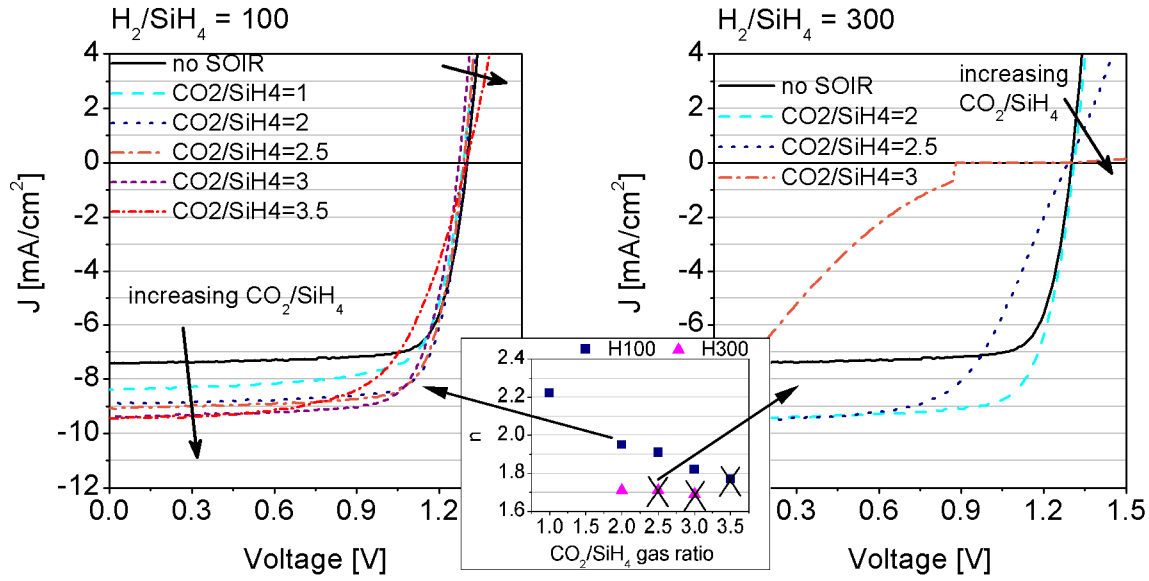 H₂/SiH₄ = 100
4
2
0
-2
-4
-6
-8
-10
-12
J [mA/cm²]
no SOIR
CO2/SiH4=1
CO2/SiH4=2
CO2/SiH4=2.5
CO2/SiH4=3
CO2/SiH4=3.5
increasing CO₂/SiH₄
0.0 0.3 0.6 0.9 1.2
Voltage [V]
H₂/SiH₄ = 300
4
2
0
-2
-4
-6
J [mA/cm²]
no SOIR
CO2/SiH4=2
CO2/SiH4=2.5
CO2/SiH4=3
increasing
CO₂/SiH₄
0.3 0.6 0.9 1.2 1.5
Voltage [V]
H100 H300
2.4
2.2
2.0
1.8
1.6
n
1.0 1.5 2.0 2.5 3.0 3.5
CO₂/SiH₄ gas ratio